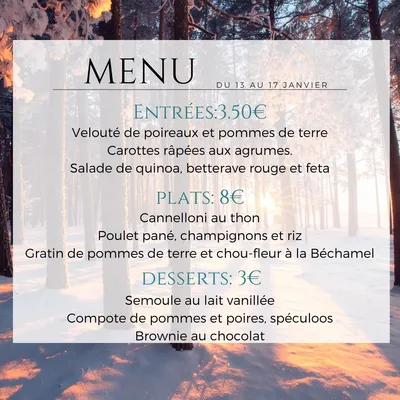 MENU
DU 13 AU 17 JANVIER
Entrées:3.50€
Velouté de poireaux et pommes de terre
Carottes râpées aux agrumes.
Salade de quinoa, betterave rouge et feta
plats: 8€
Cannelloni au thon
Poulet pané, champignons et riz
Gratin de pommes de terre et chou-fleur à la Béchamel
desserts: 3€
Semoule au lait vanillée
Compote de pommes et poires, spéculoos
Brownie au chocolat